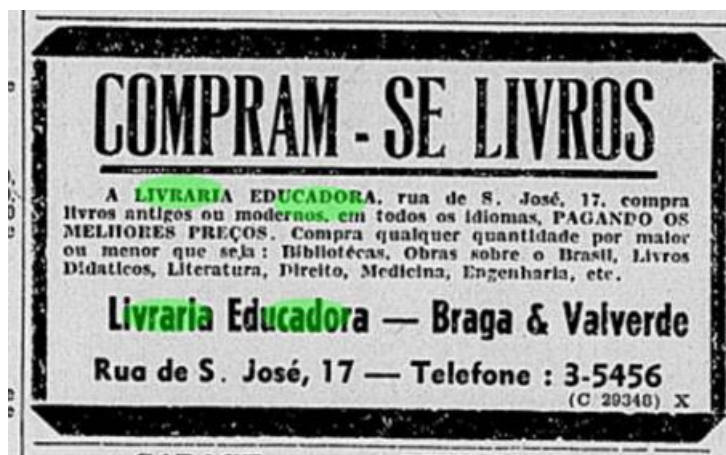 COMPRAM - SE LIVROS
A LIVRARIA EDUCADORA, rua de S. José, 17, compra
livros antigos ou modernos, em todos os idiomas, PAGANDO OS
MELHORES PREÇOS. Compra qualquer quantidade por maior
ou menor que seja : Bibliotécas, Obras sobre o Brasil, Livros
Didaticos, Literatura, Direito, Medicina, Engenharia, etc.
Livraria Educadora — Braga & Valverde
Rua de S. José, 17 — Telefone : 3-5456
(C 29348) X